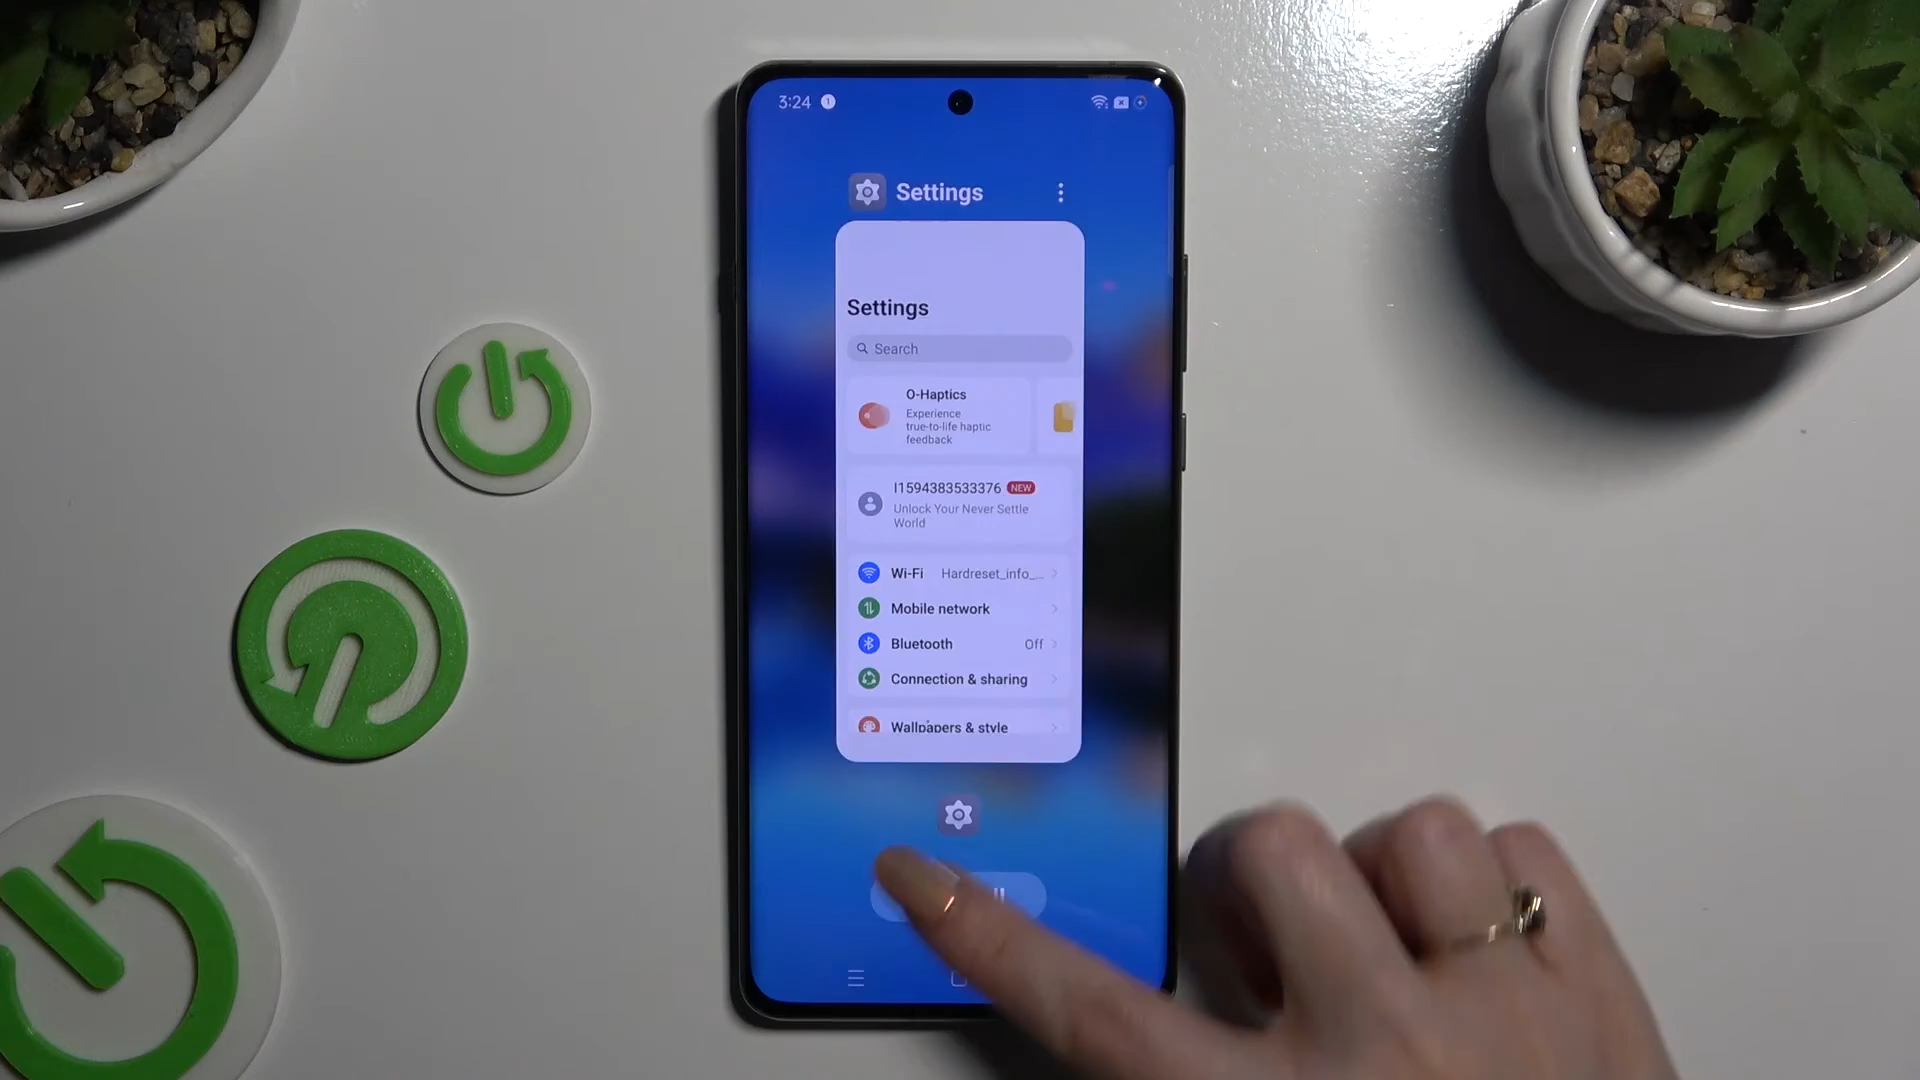 3:24 1
Settings
Settings
Search
O-Haptics
Experience
true-to-life haptic
feedback
I1594383533376 NEW
Unlock Your Never Settle
World
Wi-Fi Hardreset_info_...
Mobile network
Bluetooth Off
Connection & sharing
Wallpapers & style